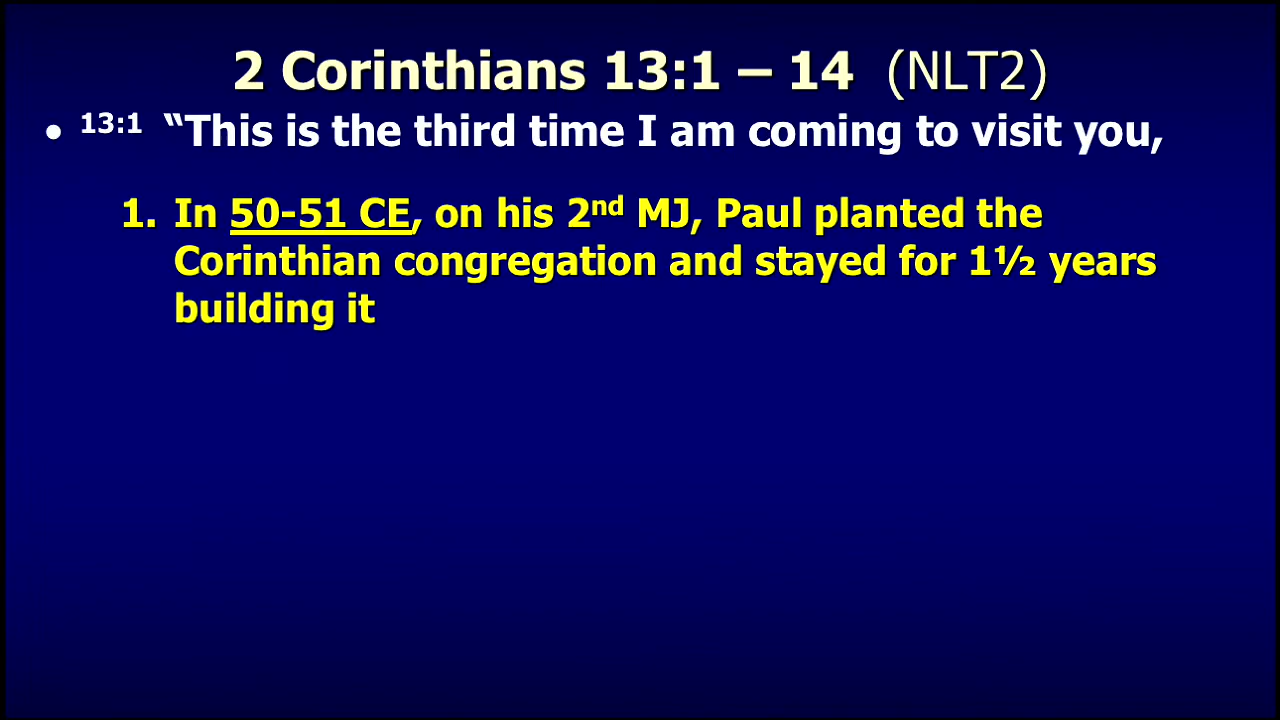 2 Corinthians 13:1 – 14 (NLT2)
• 13:1 “This is the third time I am coming to visit you,
1. In 50-51 CE, on his 2nd MJ, Paul planted the
Corinthian congregation and stayed for 1½ years
building it